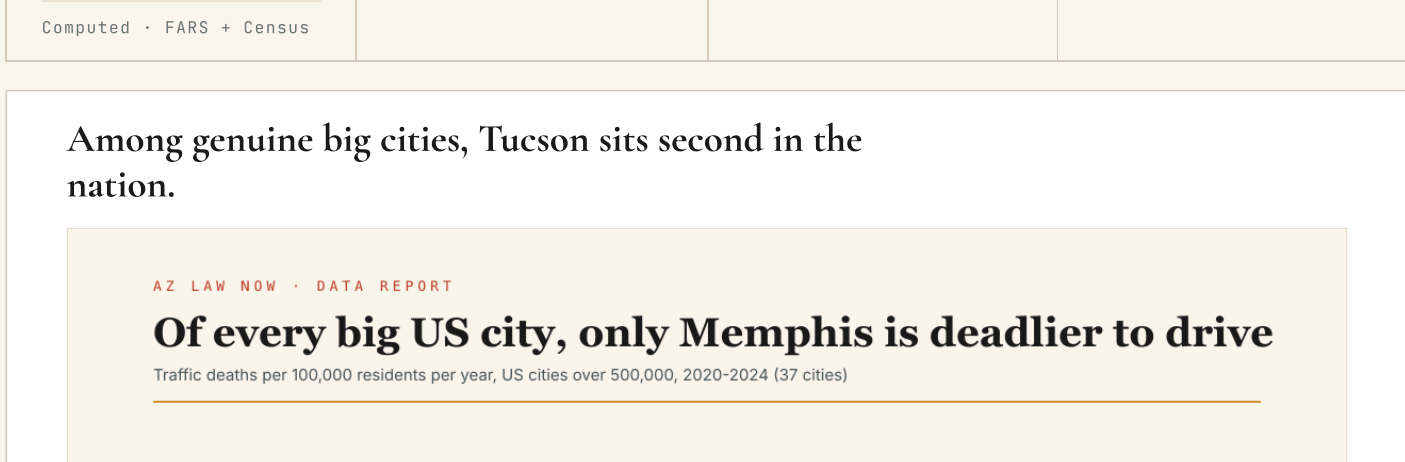 Computed · FARS + Census
Among genuine big cities, Tucson sits second in the
nation.
AZ LAW NOW · DATA REPORT
Of every big US city, only Memphis is deadlier to drive
Traffic deaths per 100,000 residents per year, US cities over 500,000, 2020-2024 (37 cities)